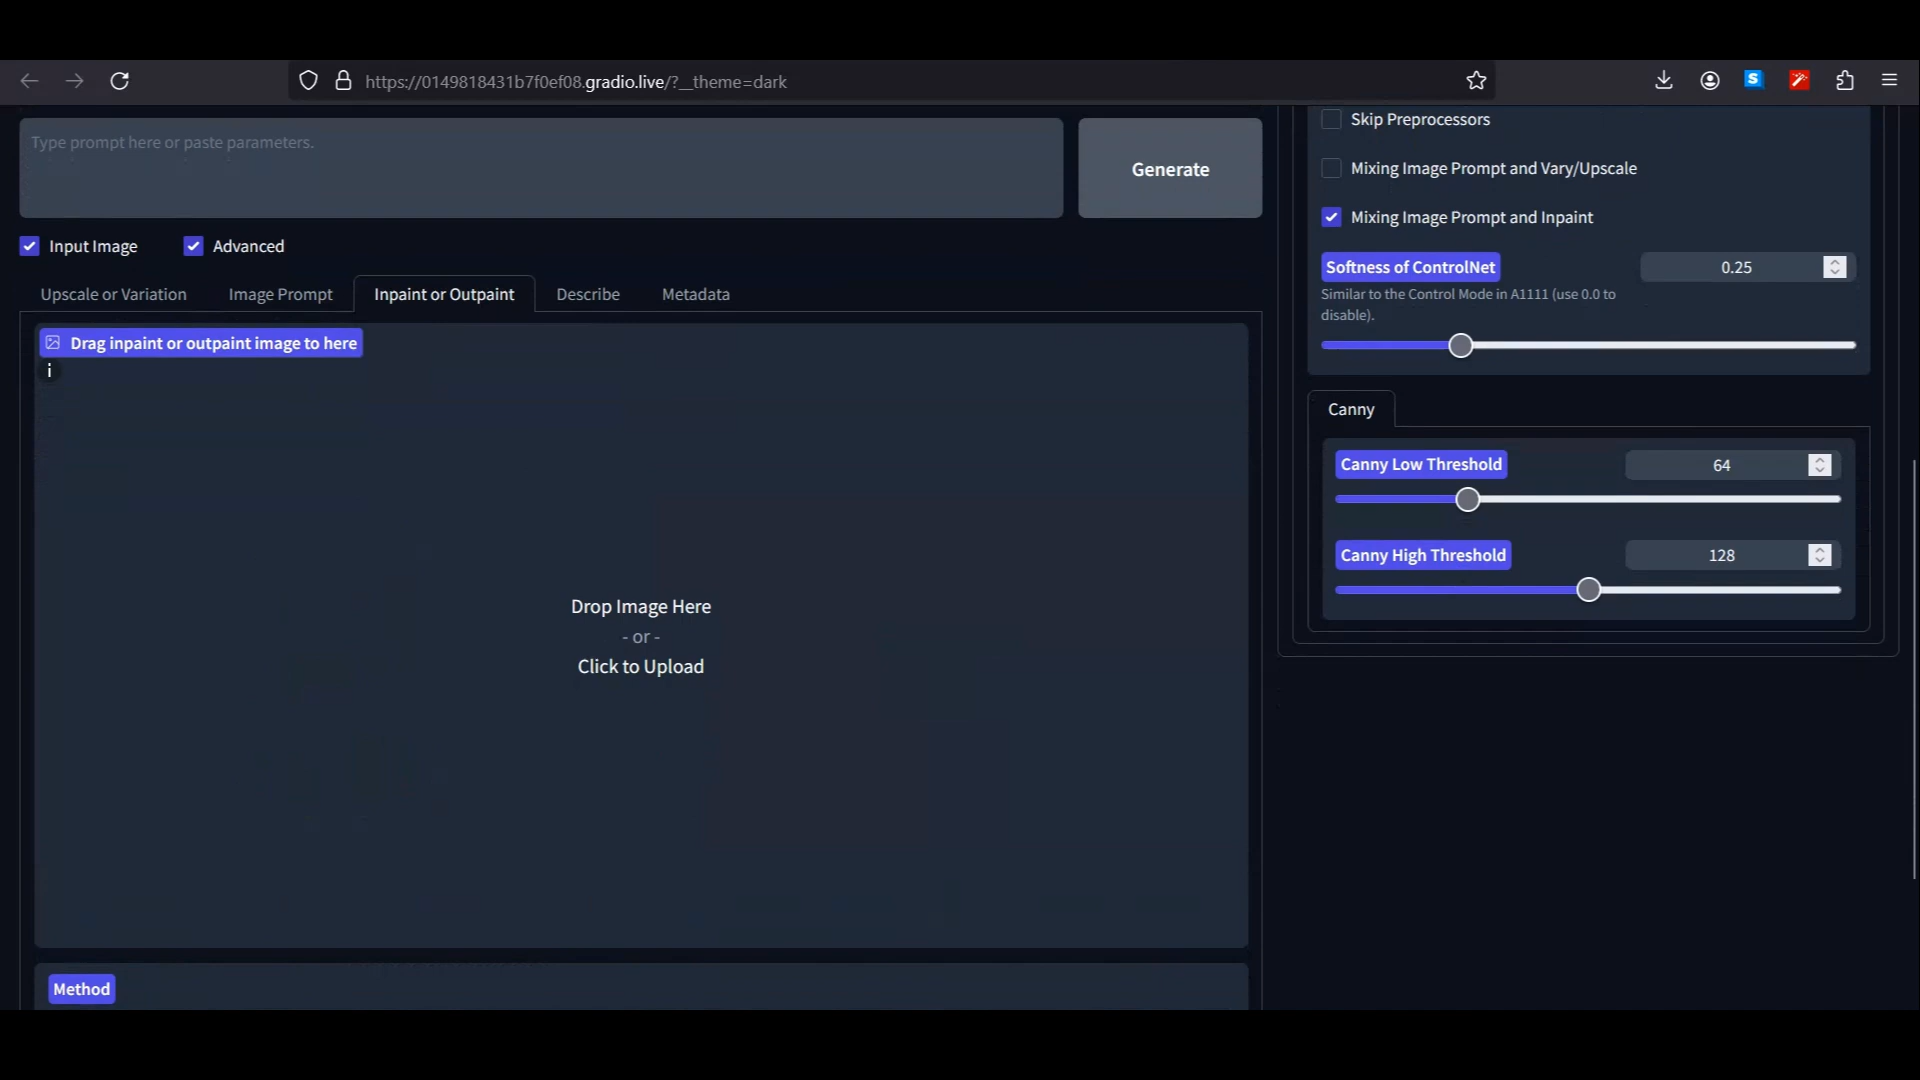 https://0149818431b7f0ef08.gradio.live/?__theme=dark
S
Type prompt here or paste parameters.
Generate
Input Image
Advanced
Upscale or Variation
Image Prompt
Inpaint or Outpaint
Describe
Metadata
Drag inpaint or outpaint image to here
i
Drop Image Here
- or -
Click to Upload
Method
Skip Preprocessors
Mixing Image Prompt and Vary/Upscale
Mixing Image Prompt and Inpaint
Softness of ControlNet
0.25
Similar to the Control Mode in A1111 (use 0.0 to
disable).
Canny
Canny Low Threshold
64
Canny High Threshold
128